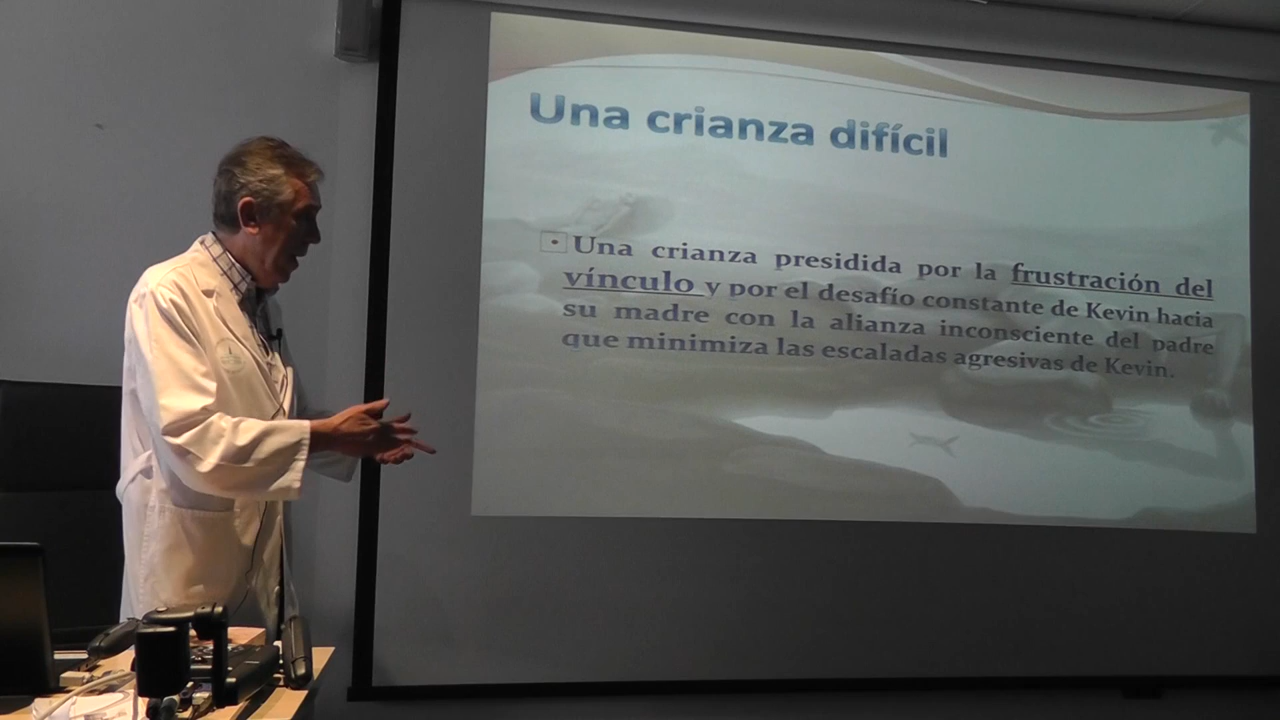 Una crianza difícil
Una crianza presidida por la frustración del
vínculo y por el desafío constante de Kevin hacia
su madre con la alianza inconsciente del padre
que minimiza las escaladas agresivas de Kevin.